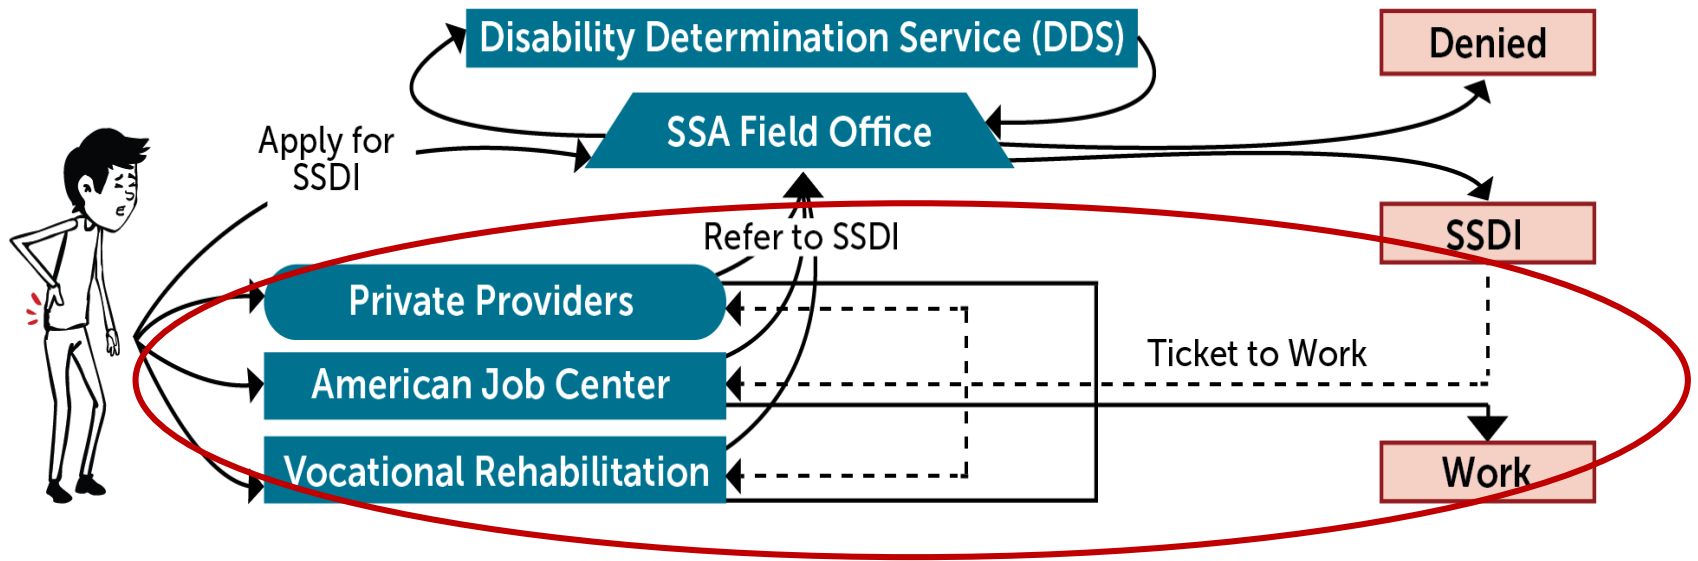 Disability Determination Service (DDS)
Denied
SSA Field Office
Apply for
SSDI
SSDI
Refer to SSDI
Private Providers
Ticket to Work
American Job Center
Vocational Rehabilitation
Work